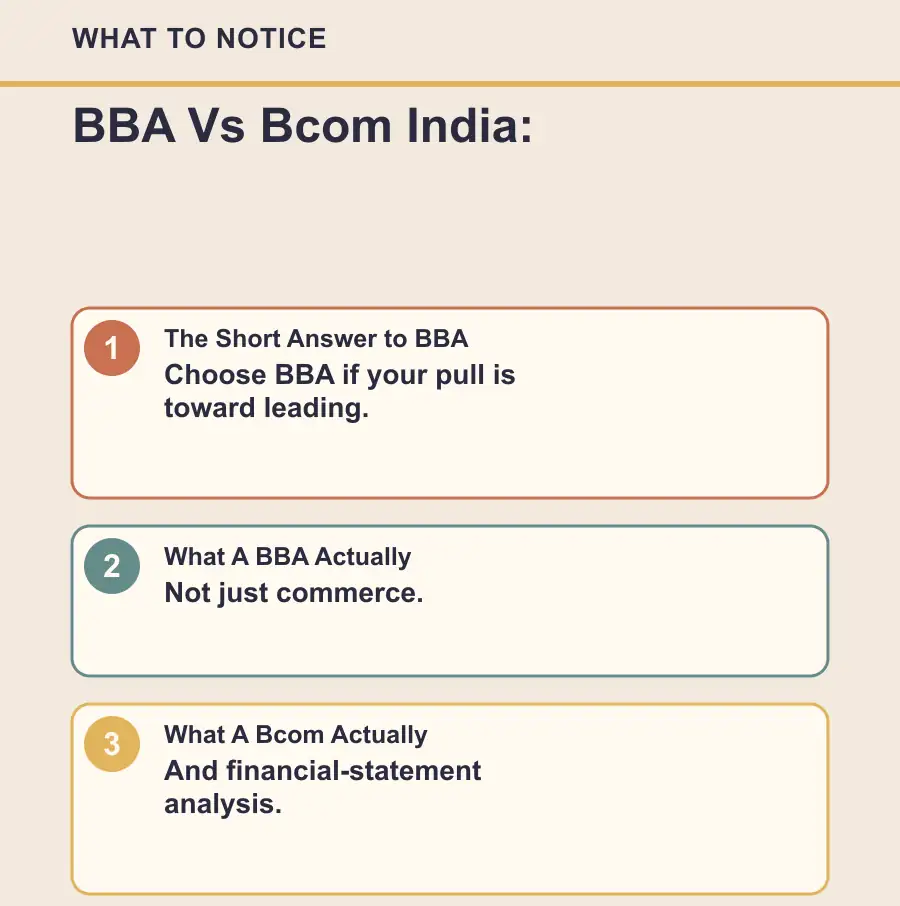 WHAT TO NOTICE
BBA Vs Bcom India:
1
The Short Answer to BBA
Choose BBA if your pull is
toward leading.
2
What A BBA Actually
Not just commerce.
3
What A Bcom Actually
And financial-statement
analysis.